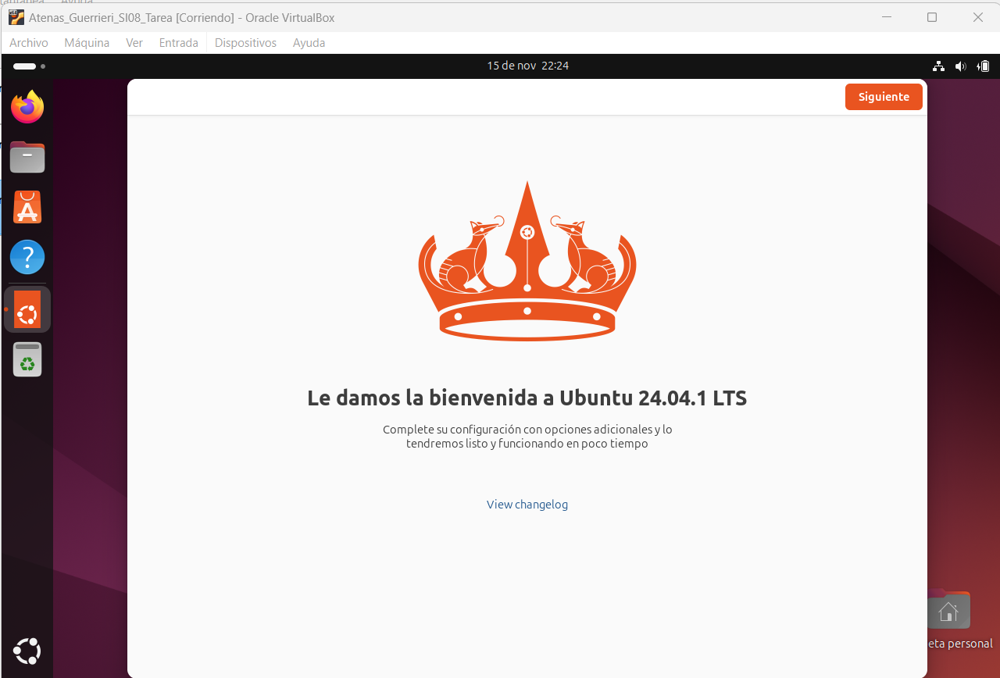 Atenas_Guerrieri_SI08_Tarea [Corriendo] - Oracle VirtualBox
Archivo Máquina Ver Entrada Dispositivos Ayuda
15 de nov 22:24
Siguiente
Le damos la bienvenida a Ubuntu 24.04.1 LTS
Complete su configuración con opciones adicionales y lo
tendremos listo y funcionando en poco tiempo
View changelog
eta personal